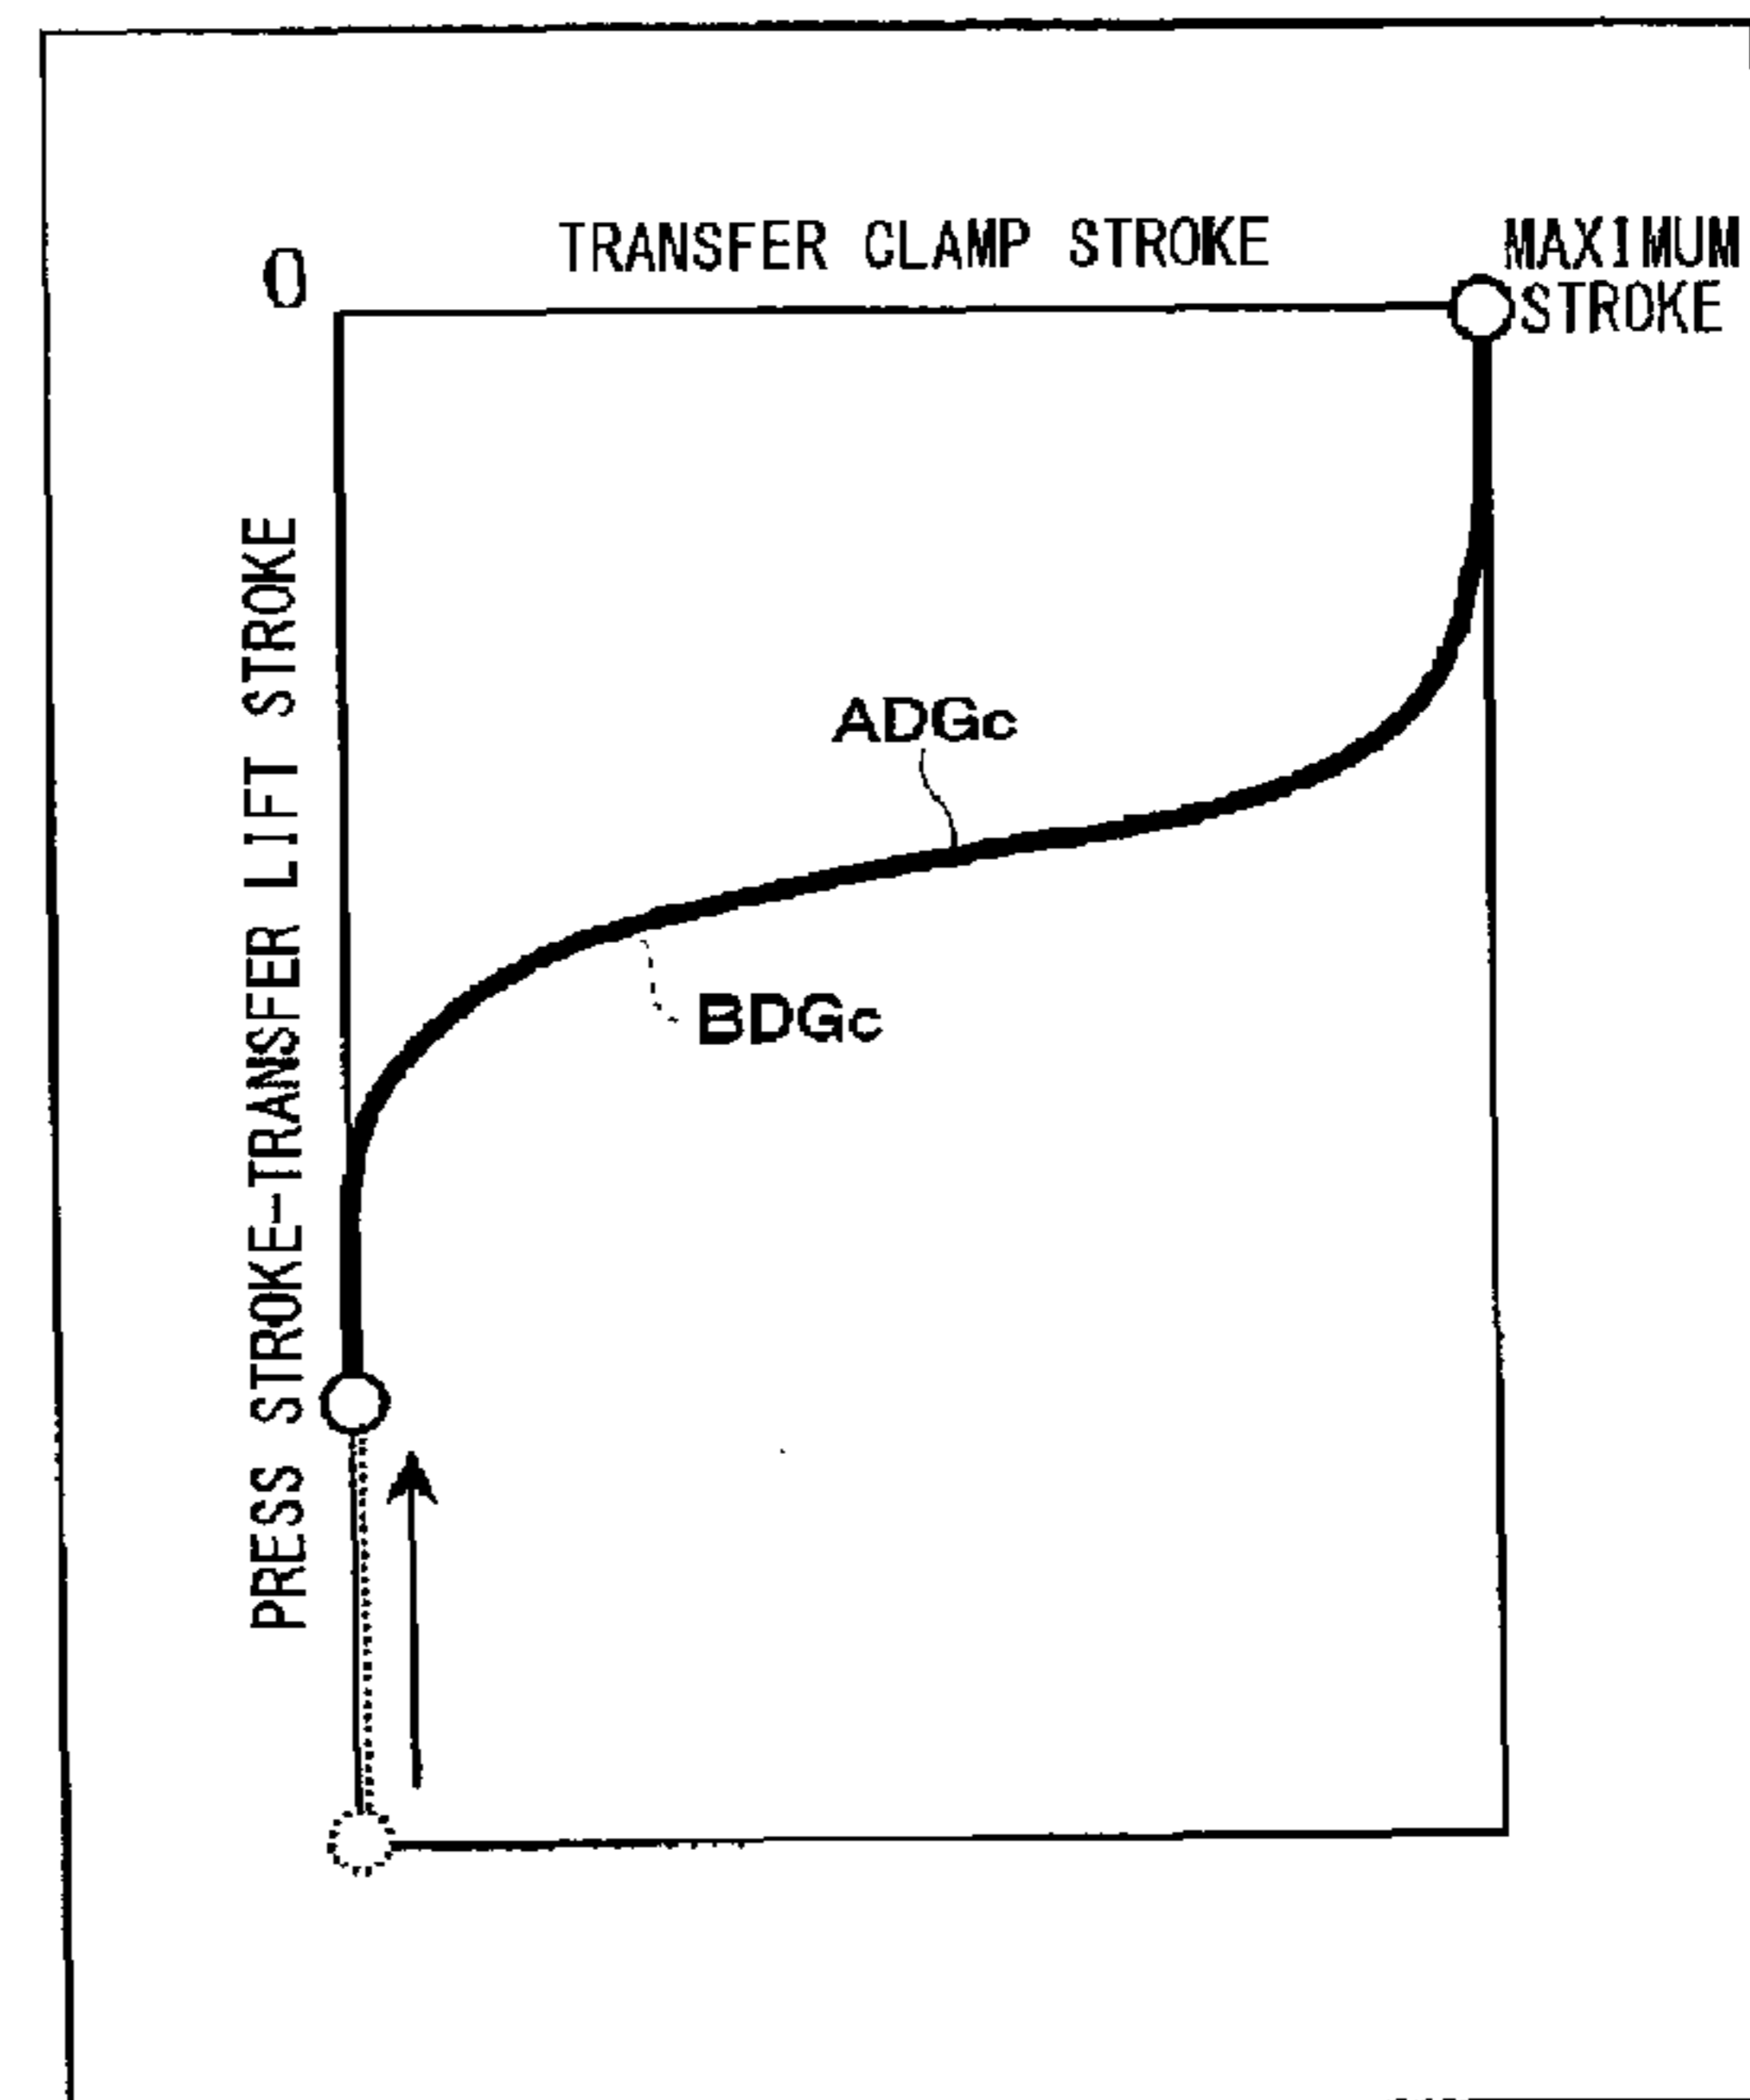 0
TRANSFER CLAMP STROKE
MAXIMUM
STROKE
PRESS STROKE-TRANSFER LIFT STROKE
ADGc
BDGc